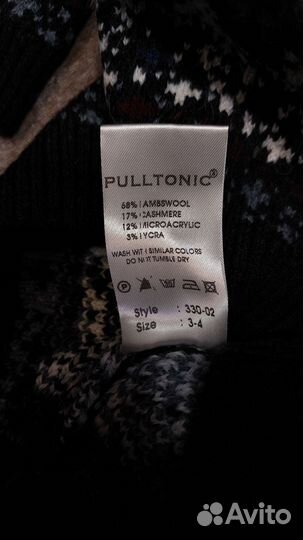 PULLTONIC®
68% LAMBSWOOL
17% CASHMERE
12% MICROACRYLIC
3% LYCRA
WASH WITH SIMILAR COLORS
DO NOT TUMBLE DRY
Style : 330-02
Size : 3-4
Avito